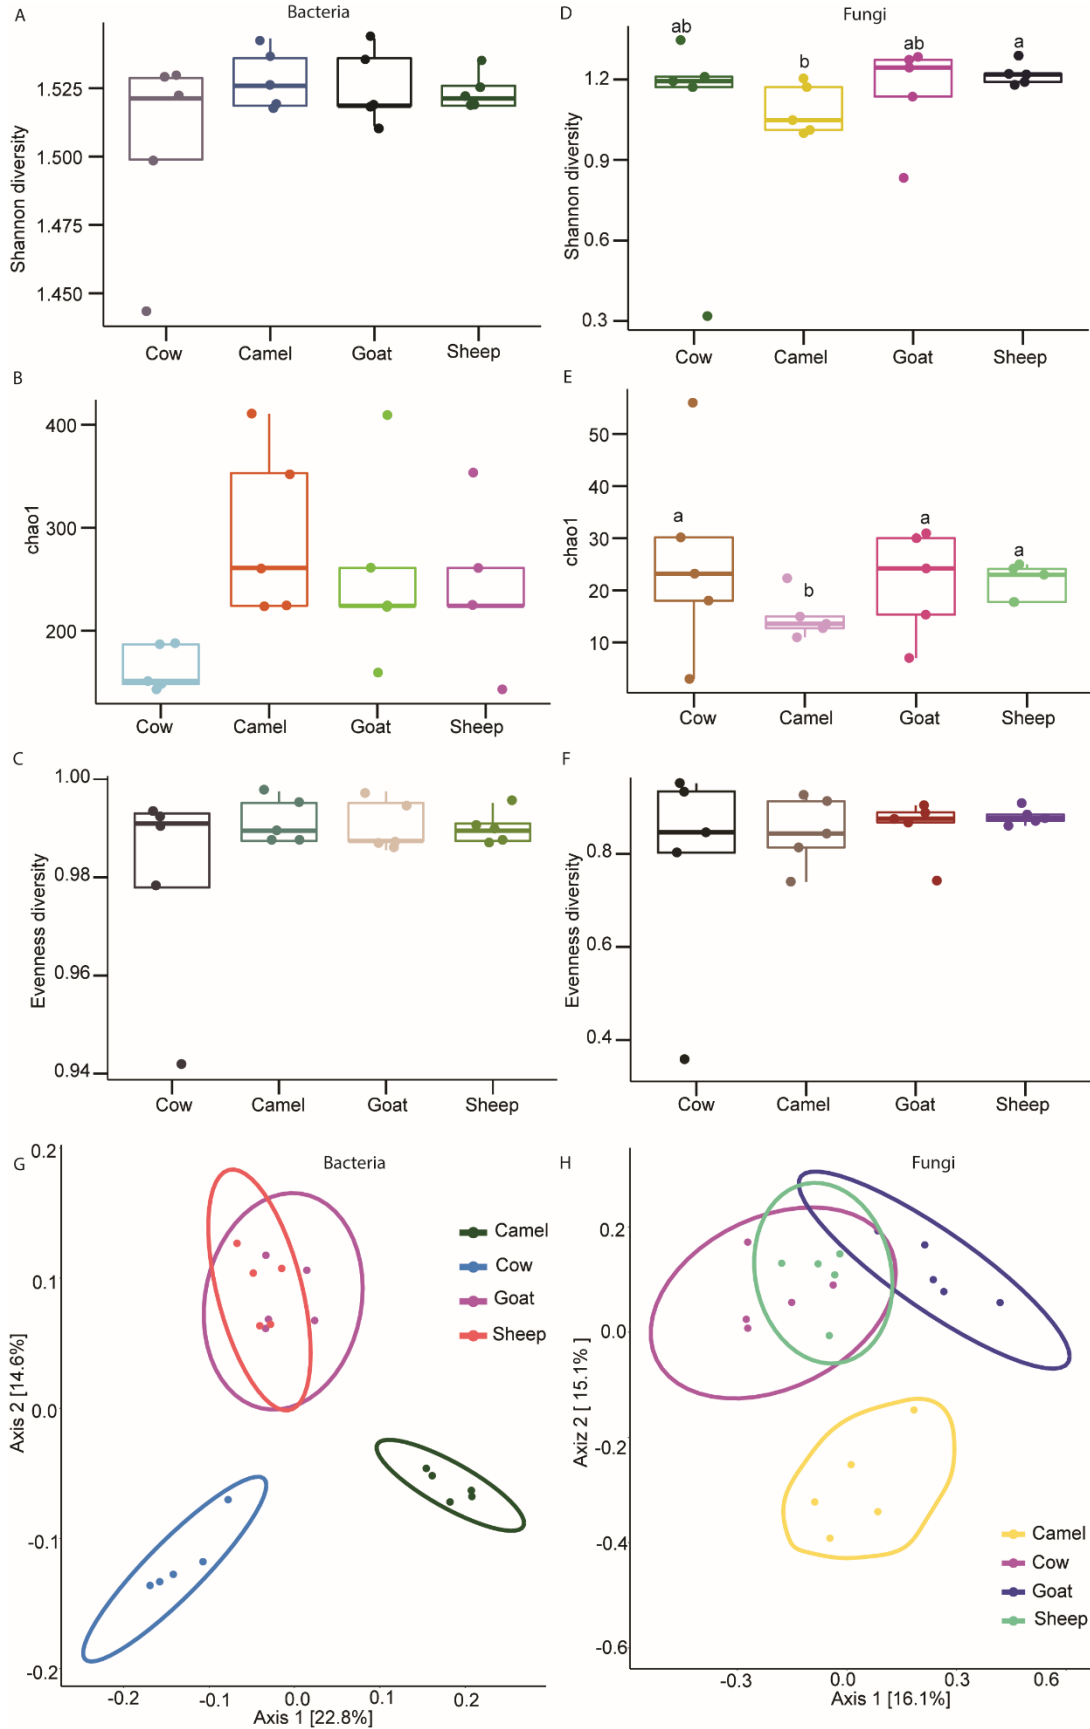 A
Bacteria
Shannon diversity
1.525
1.500
1.475
1.450
Cow Camel Goat Sheep
D
Fungi
Shannon diversity
1.2
0.9
0.6
0.3
ab b ab a
Cow Camel Goat Sheep
B
chao1
400
300
200
Cow Camel Goat Sheep
E
chao1
50
40
30
20
10
a b a a
Cow Camel Goat Sheep
C
Evenness diversity
1.00
0.98
0.96
0.94
Cow Camel Goat Sheep
F
Evenness diversity
0.8
0.6
0.4
Cow Camel Goat Sheep
G
Bacteria
Axis 2 [14.6%]
0.2
0.1
0.0
-0.1
-0.2
Camel
Cow
Goat
Sheep
-0.2 -0.1 0.0 0.1 0.2
Axis 1 [22.8%]
H
Fungi
Axiz 2 [ 15.1% ]
0.2
0.0
-0.2
-0.4
-0.6
Camel
Cow
Goat
Sheep
-0.3 0.0 0.3 0.6
Axis 1 [16.1%]